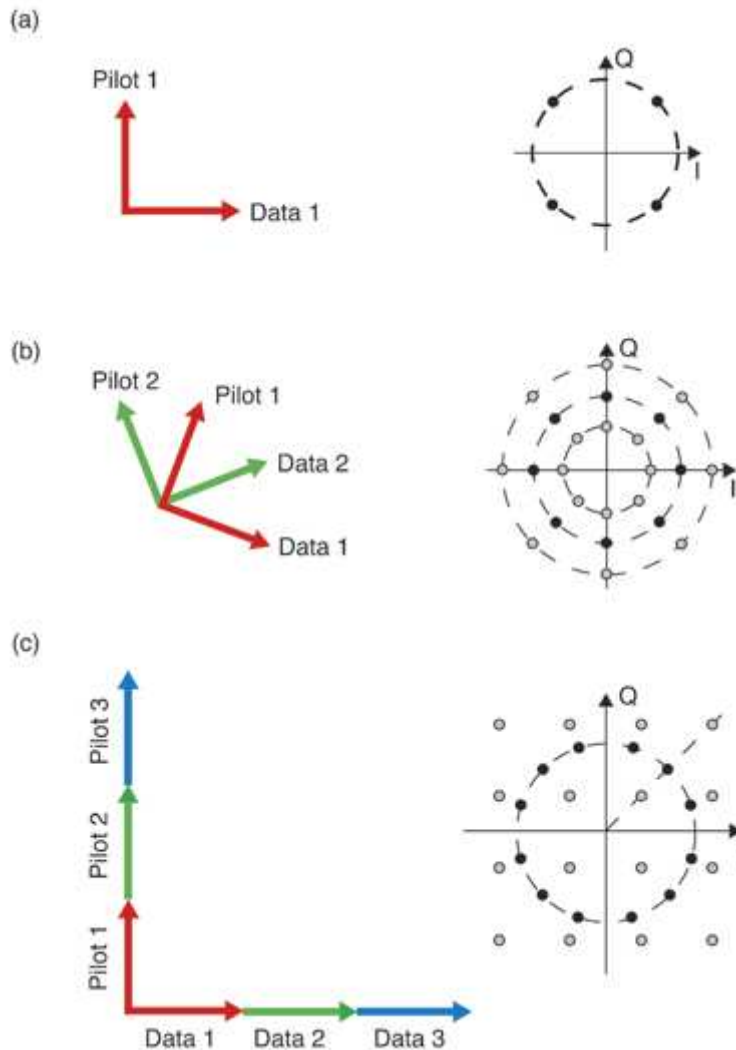 (a)
Pilot 1
Data 1
Q
I
(b)
Pilot 2
Pilot 1
Data 2
Data 1
Q
I
(c)
Pilot 3
Pilot 2
Pilot 1
Data 1
Data 2
Data 3
Q